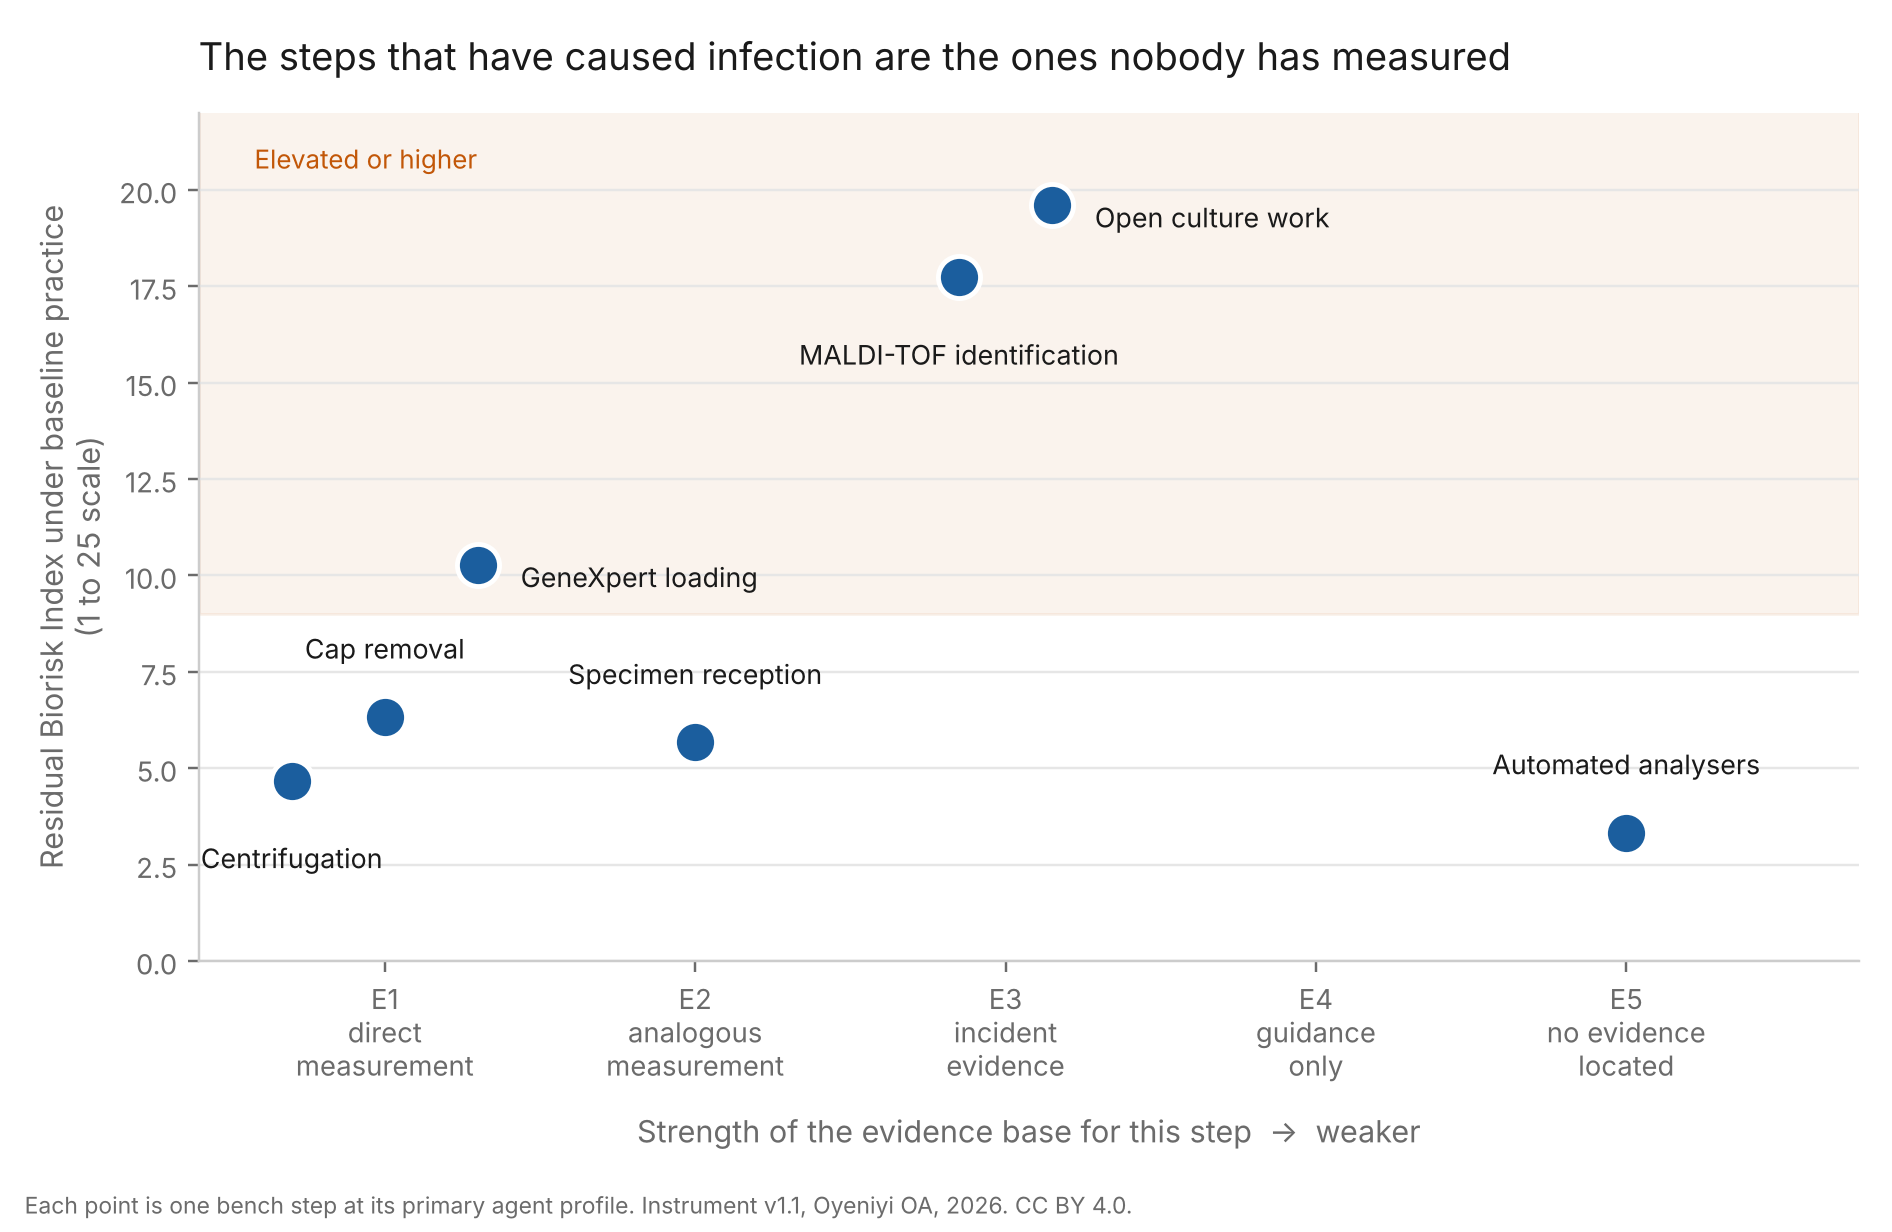 The steps that have caused infection are the ones nobody has measured
Residual Biorisk Index under baseline practice
(1 to 25 scale)
Elevated or higher
20.0
17.5
15.0
12.5
10.0
7.5
5.0
2.5
0.0
Open culture work
MALDI-TOF identification
GeneXpert loading
Cap removal
Specimen reception
Automated analysers
Centrifugation
E1
direct
measurement
E2
analogous
measurement
E3
incident
evidence
E4
guidance
only
E5
no evidence
located
Strength of the evidence base for this step → weaker
Each point is one bench step at its primary agent profile. Instrument v1.1, Oyeniyi OA, 2026. CC BY 4.0.